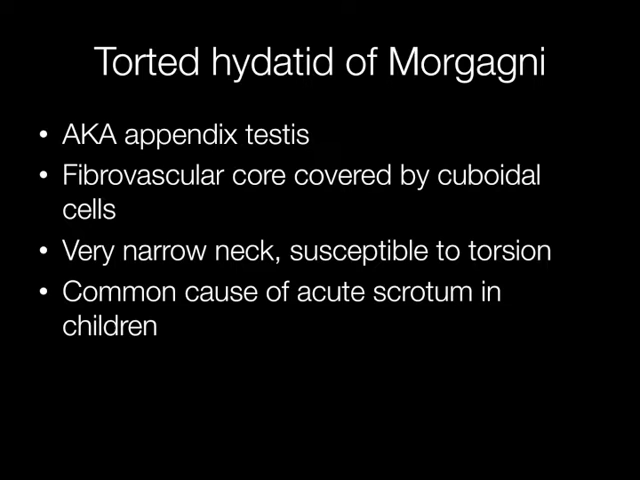 Torted hydatid of Morgagni
• AKA appendix testis
• Fibrovascular core covered by cuboidal
cells
• Very narrow neck, susceptible to torsion
• Common cause of acute scrotum in
children